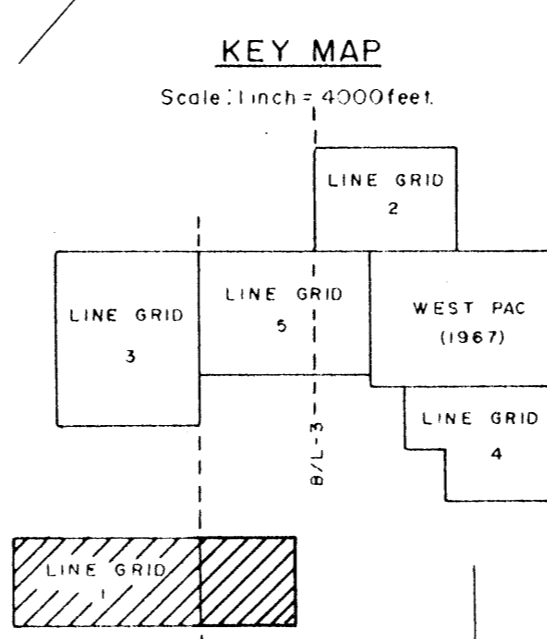 KEY MAP
Scale: 1 inch = 4000 feet.
LINE GRID
2
LINE GRID
3
LINE GRID
5
WEST PAC
(1967)
LINE GRID
4
B/L-3
LINE GRID
1